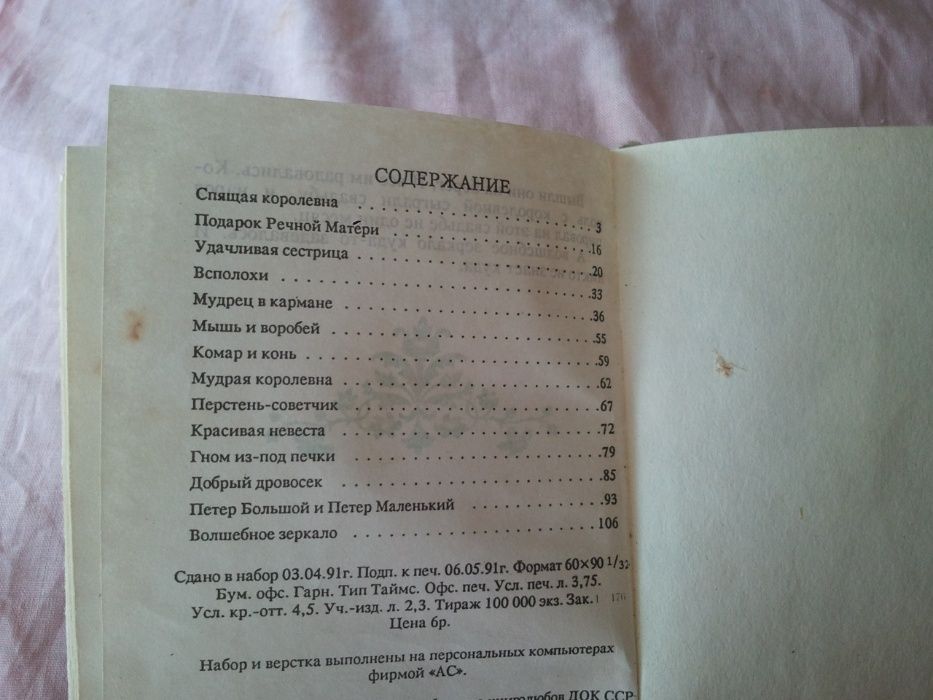 СОДЕРЖАНИЕ
Спящая королевна . . . . . . . . . . . . . . . . . . . . 3
Подарок Речной Матери . . . . . . . . . . . . . . . . .16
Удачливая сестрица . . . . . . . . . . . . . . . . . . .20
Всполохи . . . . . . . . . . . . . . . . . . . . . . . .33
Мудрец в кармане . . . . . . . . . . . . . . . . . . . .36
Мышь и воробей . . . . . . . . . . . . . . . . . . . . .55
Комар и конь . . . . . . . . . . . . . . . . . . . . . .59
Мудрая королевна . . . . . . . . . . . . . . . . . . . .62
Перстень-советчик . . . . . . . . . . . . . . . . . . . .67
Красивая невеста . . . . . . . . . . . . . . . . . . . .72
Гном из-под печки . . . . . . . . . . . . . . . . . . . .79
Добрый дровосек . . . . . . . . . . . . . . . . . . . . .85
Петер Большой и Петер Маленький . . . . . . . . . . .93
Волшебное зеркало . . . . . . . . . . . . . . . . . . 106
Сдано в набор 03.04.91г. Подп. к печ. 06.05.91г. Формат 60×90 1/32
Бум. офс. Гарн. Тип Таймс. Офс. печ. Усл. печ. л. 3,75.
Усл. кр.-отт. 4,5. Уч.-изд. л. 2,3. Тираж 100 000 экз. Зак.
Цена 6р.
Набор и верстка выполнены на персональных компьютерах
фирмой «АС».
ДОК ССР